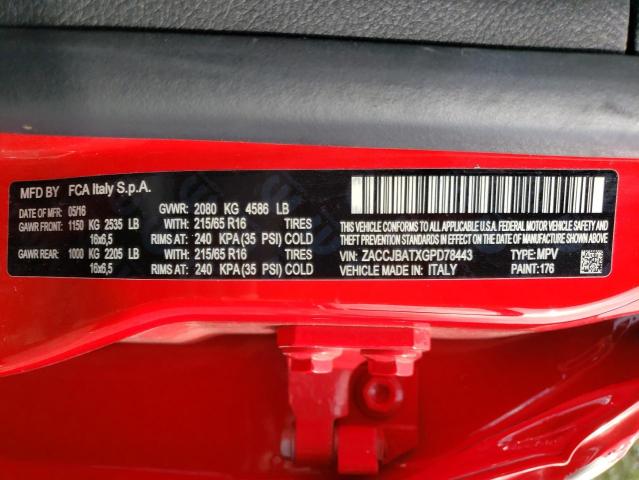 MFD BY FCA Italy S.p.A.
DATE OF MFR: 05/16 GVWR: 2080 KG 4586 LB
GAWR FRONT: 1150 KG 2535 LB WITH: 215/65 R16 TIRES
16x6,5 RIMS AT: 240 KPA (35 PSI) COLD
GAWR REAR: 1000 KG 2205 LB WITH: 215/65 R16 TIRES
16x6,5 RIMS AT: 240 KPA (35 PSI) COLD
THIS VEHICLE CONFORMS TO ALL APPLICABLE U.S.A. FEDERAL MOTOR VEHICLE
SAFETY, BUMPER, AND THEFT PREVENTION STANDARDS IN EFFECT
ON THE DATE OF MANUFACTURE SHOWN ABOVE
VIN: ZACCJBATXGPD78443 TYPE: MPV
VEHICLE MADE IN: ITALY PAINT: 176